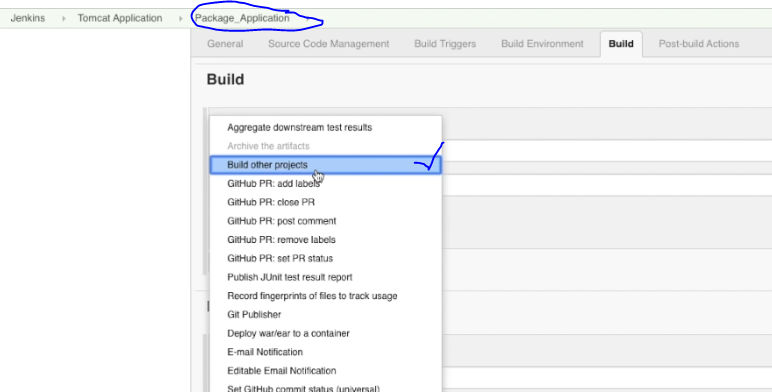 Jenkins Tomcat Application Package_Application
General Source Code Management Build Triggers Build Environment Build Post-build Actions
Build
Aggregate downstream test results
Archive the artifacts
Build other projects
GitHub PR: add labels
GitHub PR: close PR
GitHub PR: post comment
GitHub PR: remove labels
GitHub PR: set PR status
Publish JUnit test result report
Record fingerprints of files to track usage
Git Publisher
Deploy war/ear to a container
E-mail Notification
Editable Email Notification
Set GitHub commit status (universal)